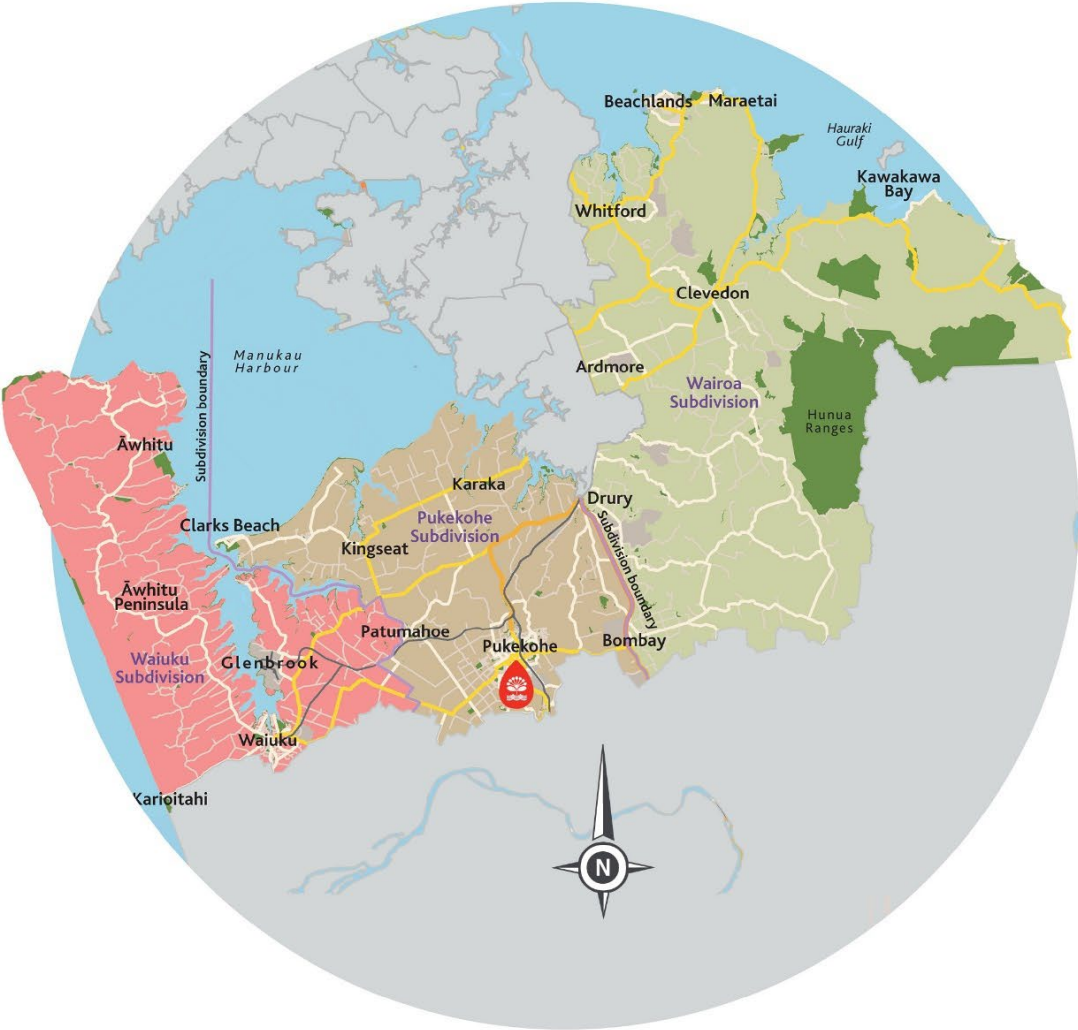 Beachlands
Maraetai
Hauraki
Gulf
Kawakawa
Bay
Whitford
Clevedon
Manukau
Harbour
Subdivision boundary
Ardmore
Wairoa
Subdivision
Hunua
Ranges
Āwhitu
Karaka
Drury
Clarks Beach
Pukekohe
Subdivision
Kingseat
Subdivision boundary
Āwhitu
Peninsula
Patumahoe
Pukekohe
Bombay
Waiuku
Subdivision
Glenbrook
Waiuku
Karioitahi
N